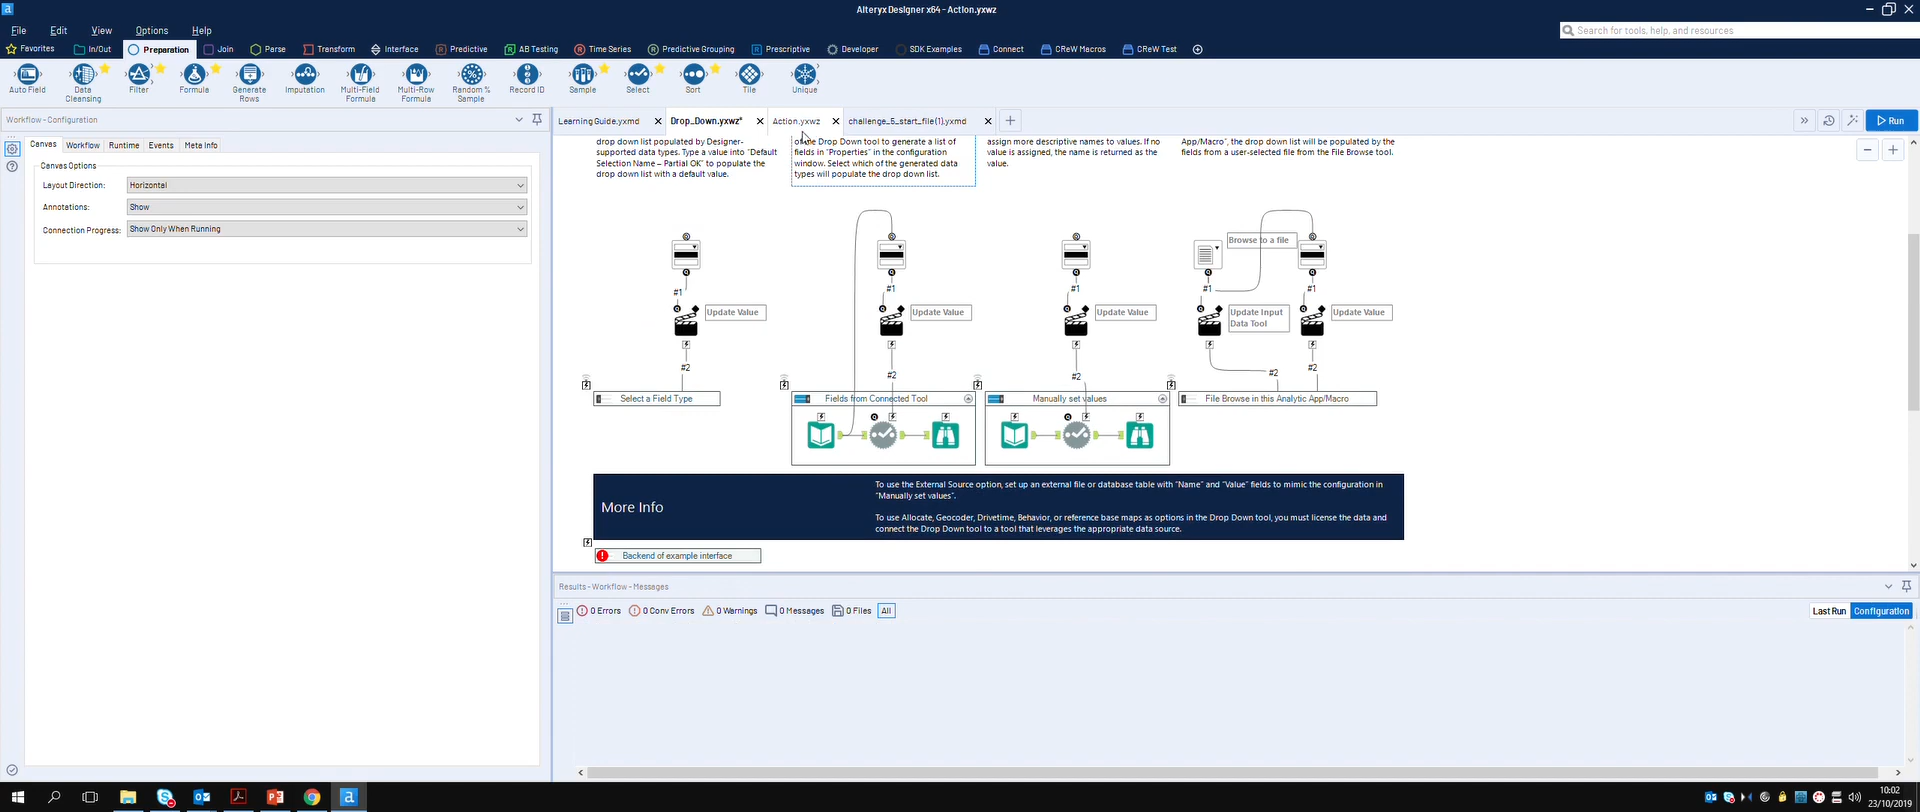 Alteryx Designer x64 - Action.yxwz
File Edit View Options Help
Search for tools, help, and resources
Favorites In/Out Preparation Join Parse Transform Interface Predictive AB Testing Time Series Predictive Grouping Prescriptive Developer SDK Examples Connect CReW Macros CReW Test
Auto Field Data Cleansing Filter Formula Generate Rows Imputation Multi-Field Formula Multi-Row Formula Random % Sample Record ID Sample Select Sort Tile Unique
Workflow - Configuration
Learning Guide.yxmd Drop_Down.yxwz* Action.yxwz challenge_5_start_file(1).yxmd
Run
Canvas Workflow Runtime Events Meta Info
Canvas Options
Layout Direction: Horizontal
Annotations: Show
Connection Progress: Show Only When Running
drop down list populated by Designer-
supported data types. Type a value into "Default
Selection Name – Partial OK" to populate the
drop down list with a default value.
of the Drop Down tool to generate a list of
fields in "Properties" in the configuration
window. Select which of the generated data
types will populate the drop down list.
assign more descriptive names to values. If no
value is assigned, the name is returned as the
value.
App/Macro", the drop down list will be populated by the
fields from a user-selected file from the File Browse tool.
Browse to a file
#1 #1 #1 #1 #1
Update Value Update Value Update Value Update Input
Data Tool Update Value
#2 #2 #2 #2 #2
Select a Field Type
Fields from Connected Tool
Manually set values
File Browse in this Analytic App/Macro
More Info
To use the External Source option, set up an external file or database table with "Name" and "Value" fields to mimic the configuration in
"Manually set values".
To use Allocate, Geocoder, Drivetime, Behavior, or reference base maps as options in the Drop Down tool, you must license the data and
connect the Drop Down tool to a tool that leverages the appropriate data source.
Backend of example interface
Results - Workflow - Messages
0 Errors 0 Conv Errors 0 Warnings 0 Messages 0 Files All
Last Run Configuration
10:02
23/10/2019